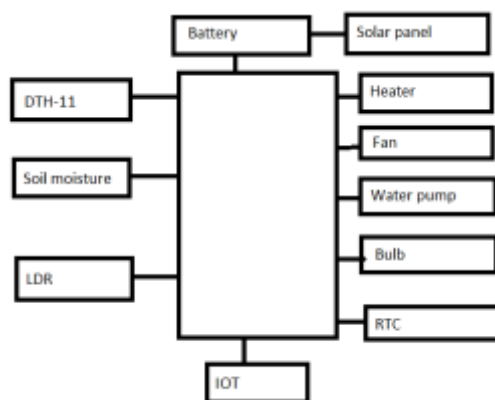 Battery
Solar panel
DTH-11
Heater
Fan
Soil moisture
Water pump
Bulb
LDR
RTC
IOT